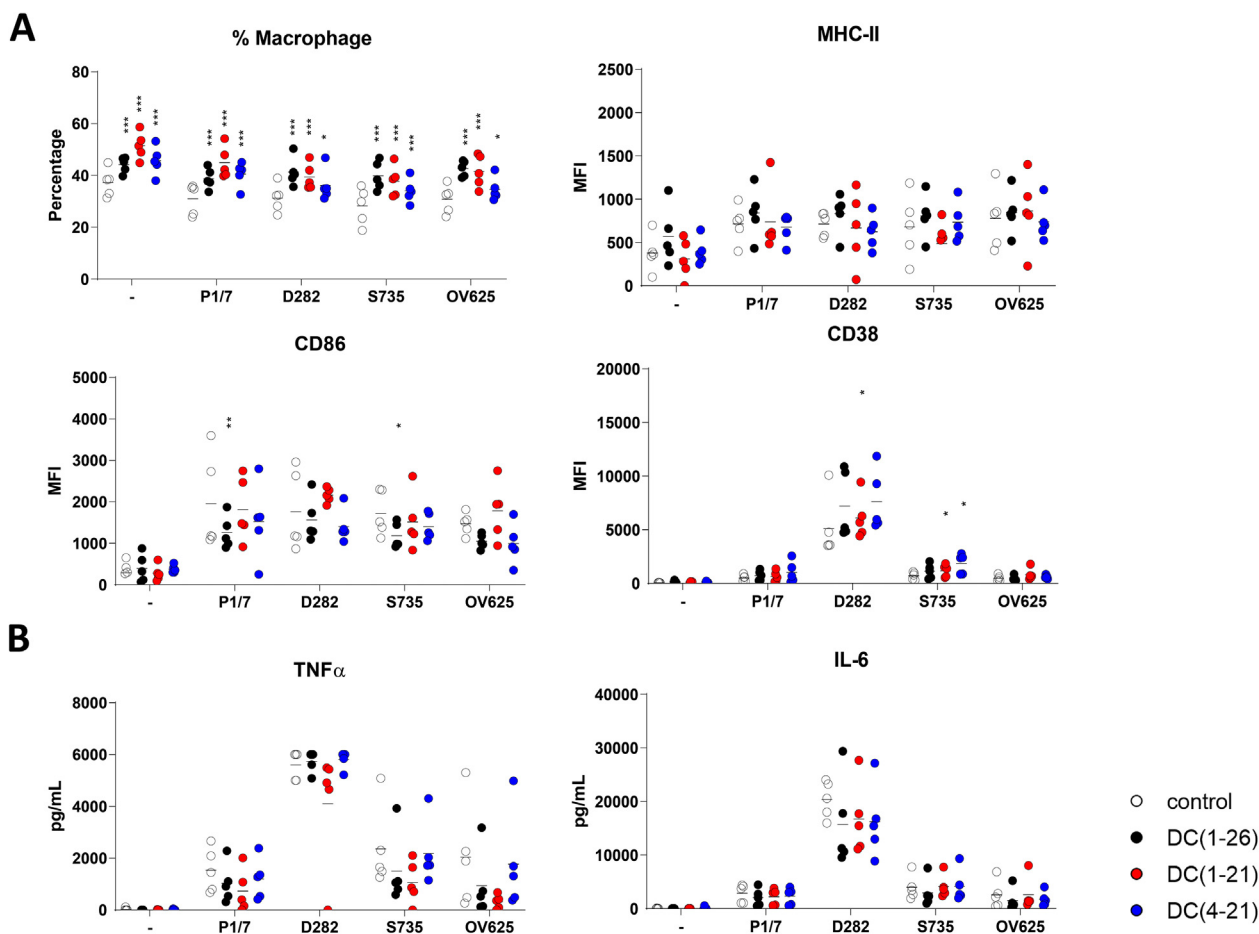 A
% Macrophage
Percentage
80
60
40
20
0
***
***
***
***
***
***
***
***
*
***
***
***
***
***
*
- P1/7 D282 S735 OV625
MHC-II
MFI
2500
2000
1500
1000
500
0
- P1/7 D282 S735 OV625
CD86
MFI
5000
4000
3000
2000
1000
0
**
*
- P1/7 D282 S735 OV625
CD38
MFI
20000
15000
10000
5000
0
*
*
*
- P1/7 D282 S735 OV625
B
TNFα
pg/mL
8000
6000
4000
2000
0
- P1/7 D282 S735 OV625
IL-6
pg/mL
40000
30000
20000
10000
0
- P1/7 D282 S735 OV625
control
DC(1-26)
DC(1-21)
DC(4-21)